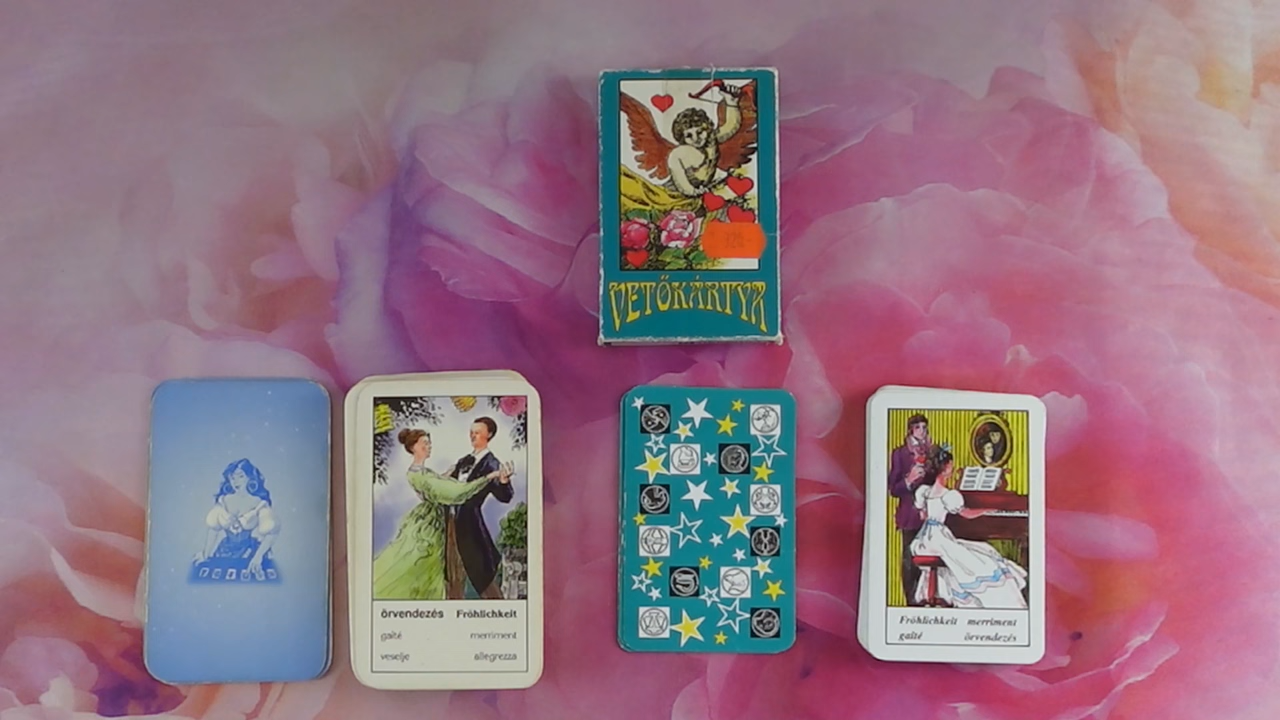 VETŐKÁRTYA
örvendezés Fröhlichkeit
gaîté merriment
veselje allegrezza
Fröhlichkeit merriment
gaîté örvendezés